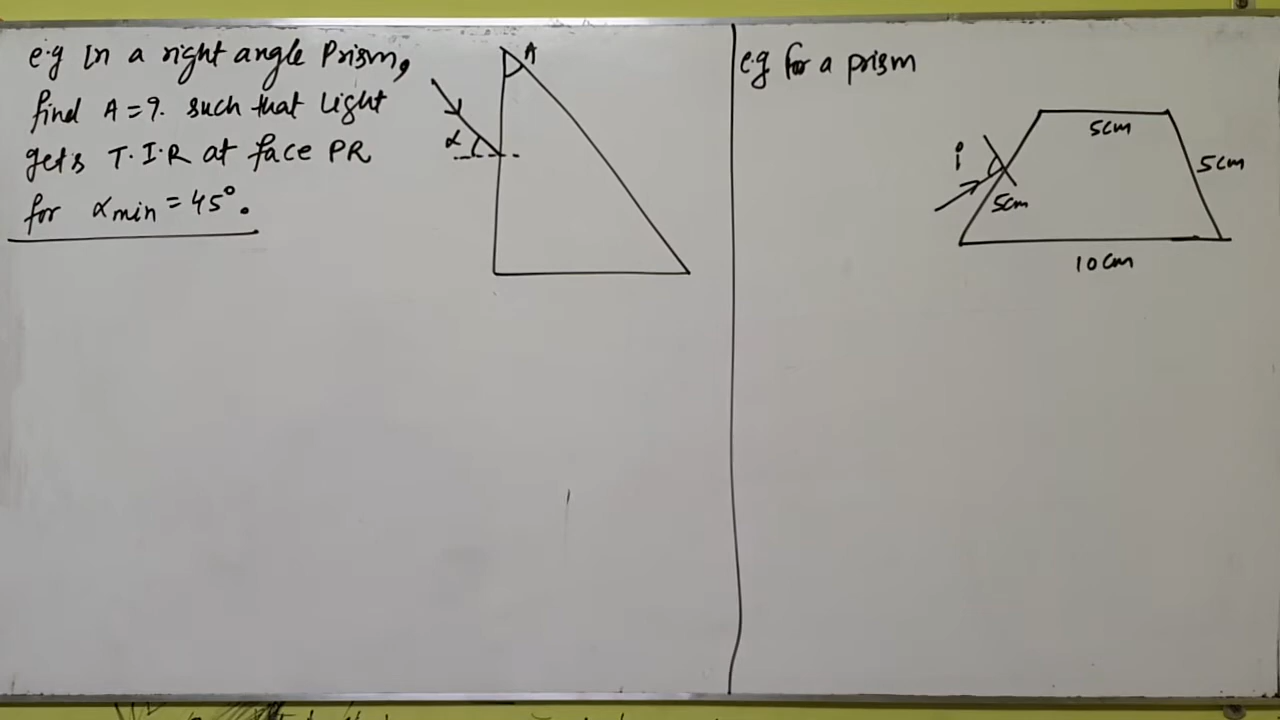 e.g In a right angle Prism,
find A = ?. such that Light
gets T.I.R at face PR
for αmin = 45°.
A
α
e.g for a prism
5cm
5cm
i
5cm
10cm